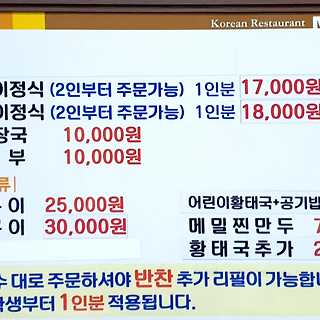 Korean Restaurant
이정식 (2인부터 주문가능) 1인분 17,000원
이정식 (2인부터 주문가능) 1인분 18,000원
장국 10,000원
부 10,000원
류
이 25,000원
이 30,000원
어린이황태국+공기밥
메밀찐만두
황태국추가
수 대로 주문하셔야 반찬 추가 리필이 가능합니
생부터 1인분 적용됩니다.